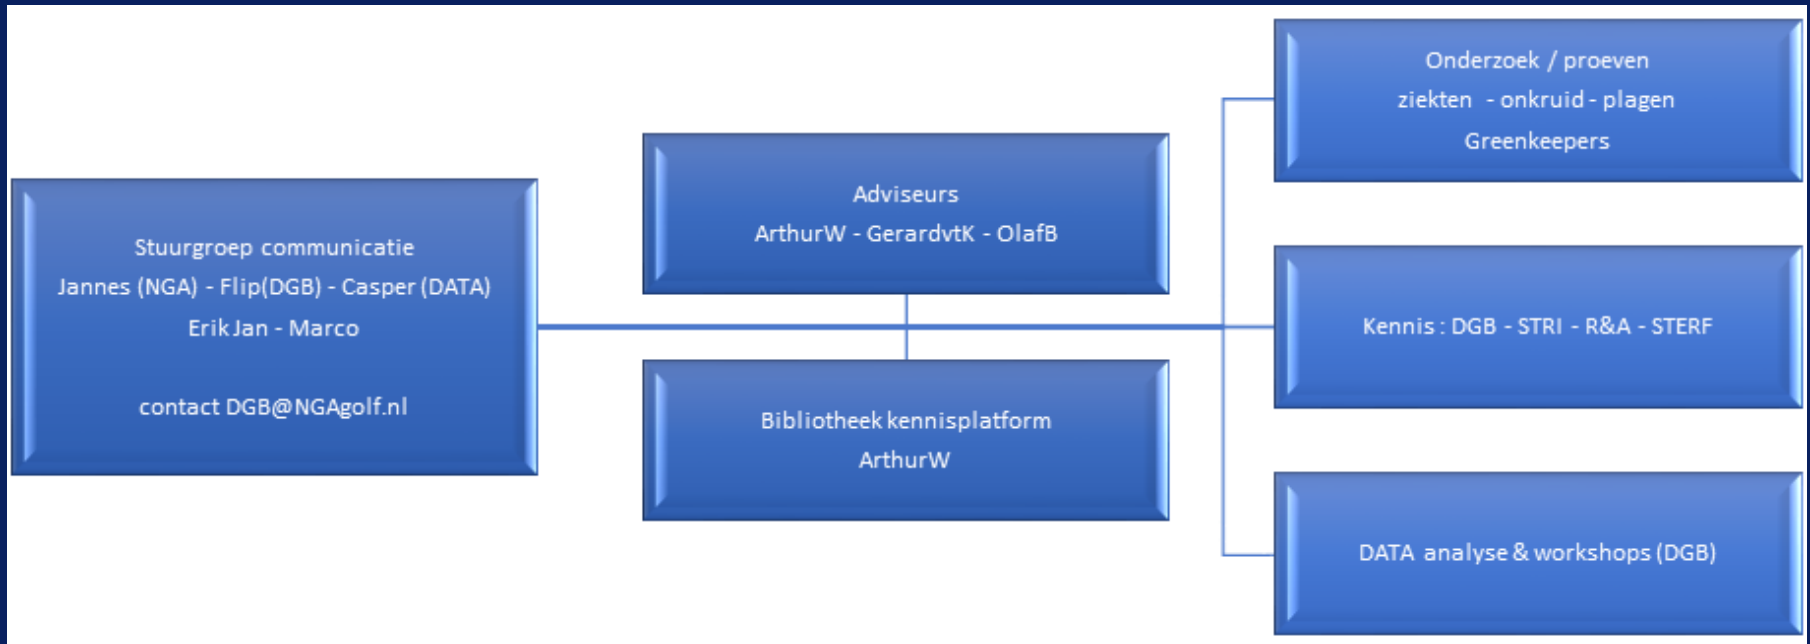 Stuurgroep communicatie
Jannes (NGA) - Flip(DGB) - Casper (DATA)
Erik Jan - Marco
contact DGB@NGAgolf.nl
Adviseurs
ArthurW - GerardvtK - OlafB
Bibliotheek kennisplatform
ArthurW
Onderzoek / proeven
ziekten - onkruid - plagen
Greenkeepers
Kennis : DGB - STRI - R&A - STERF
DATA analyse & workshops (DGB)